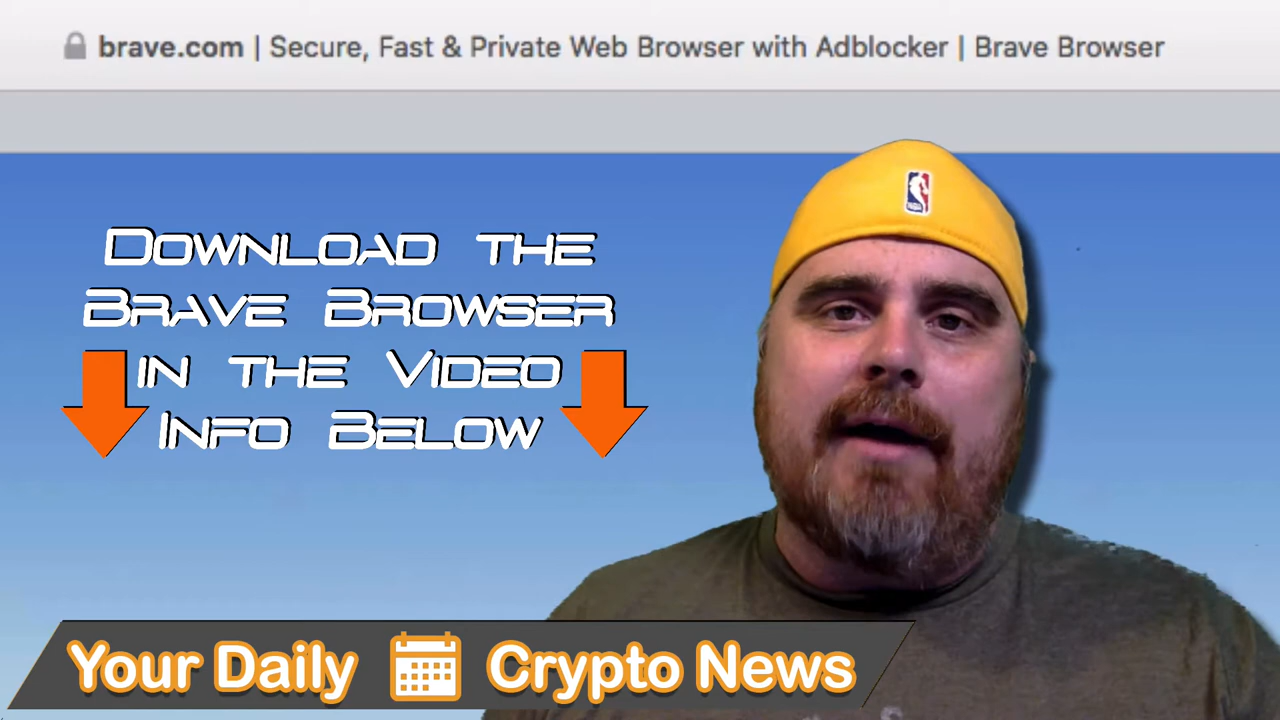 brave.com | Secure, Fast & Private Web Browser with Adblocker | Brave Browser
NBA
Download the
Brave Browser
in the Video
Info Below
Your Daily Crypto News